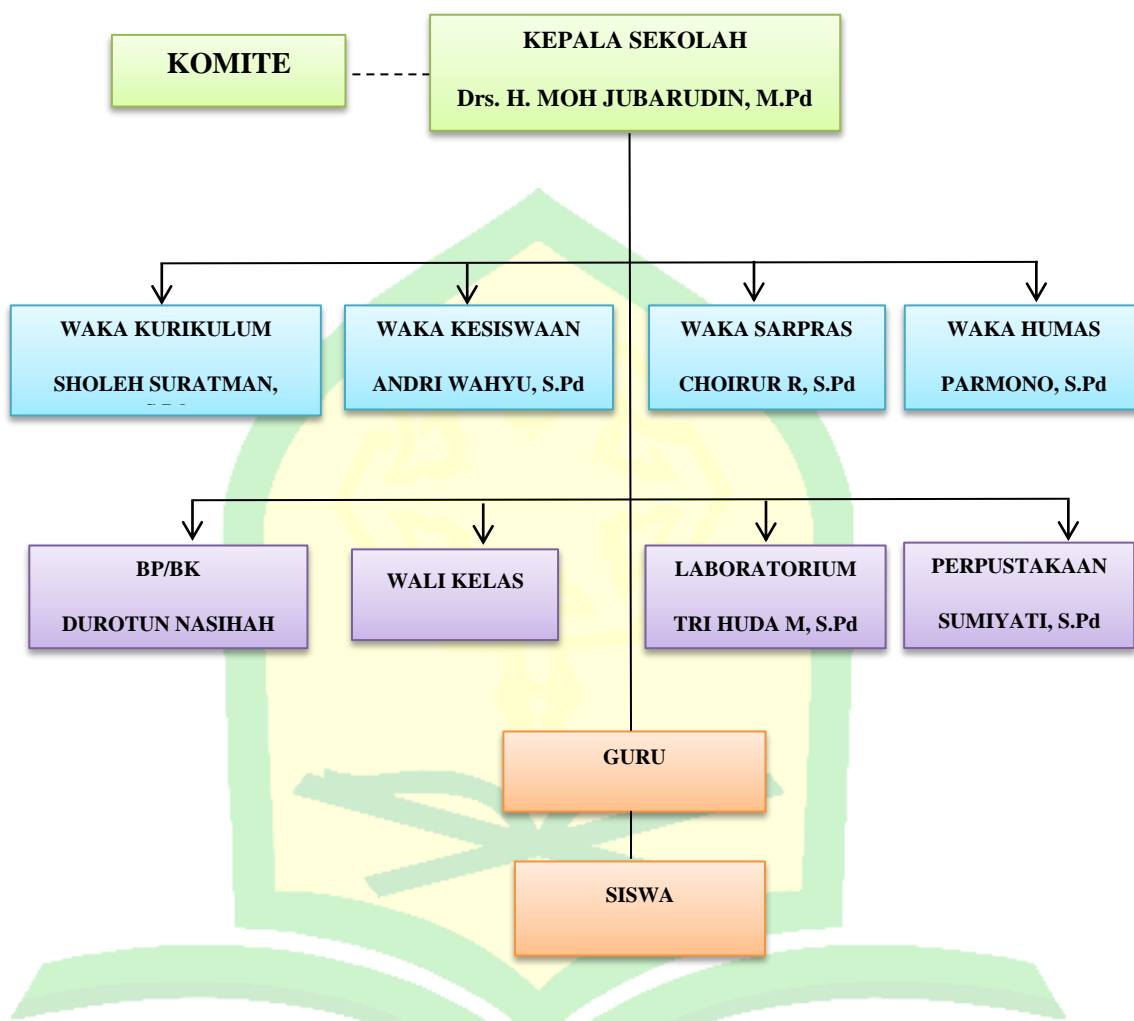 KOMITE
KEPALA SEKOLAH
Drs. H. MOH JUBARUDIN, M.Pd
WAKA KURIKULUM
SHOLEH SURATMAN,
WAKA KESISWAAN
ANDRI WAHYU, S.Pd
WAKA SARPRAS
CHOIRUR R, S.Pd
WAKA HUMAS
PARMONO, S.Pd
BP/BK
DUROTUN NASIHAH
WALI KELAS
LABORATORIUM
TRI HUDA M, S.Pd
PERPUSTAKAAN
SUMIYATI, S.Pd
GURU
SISWA